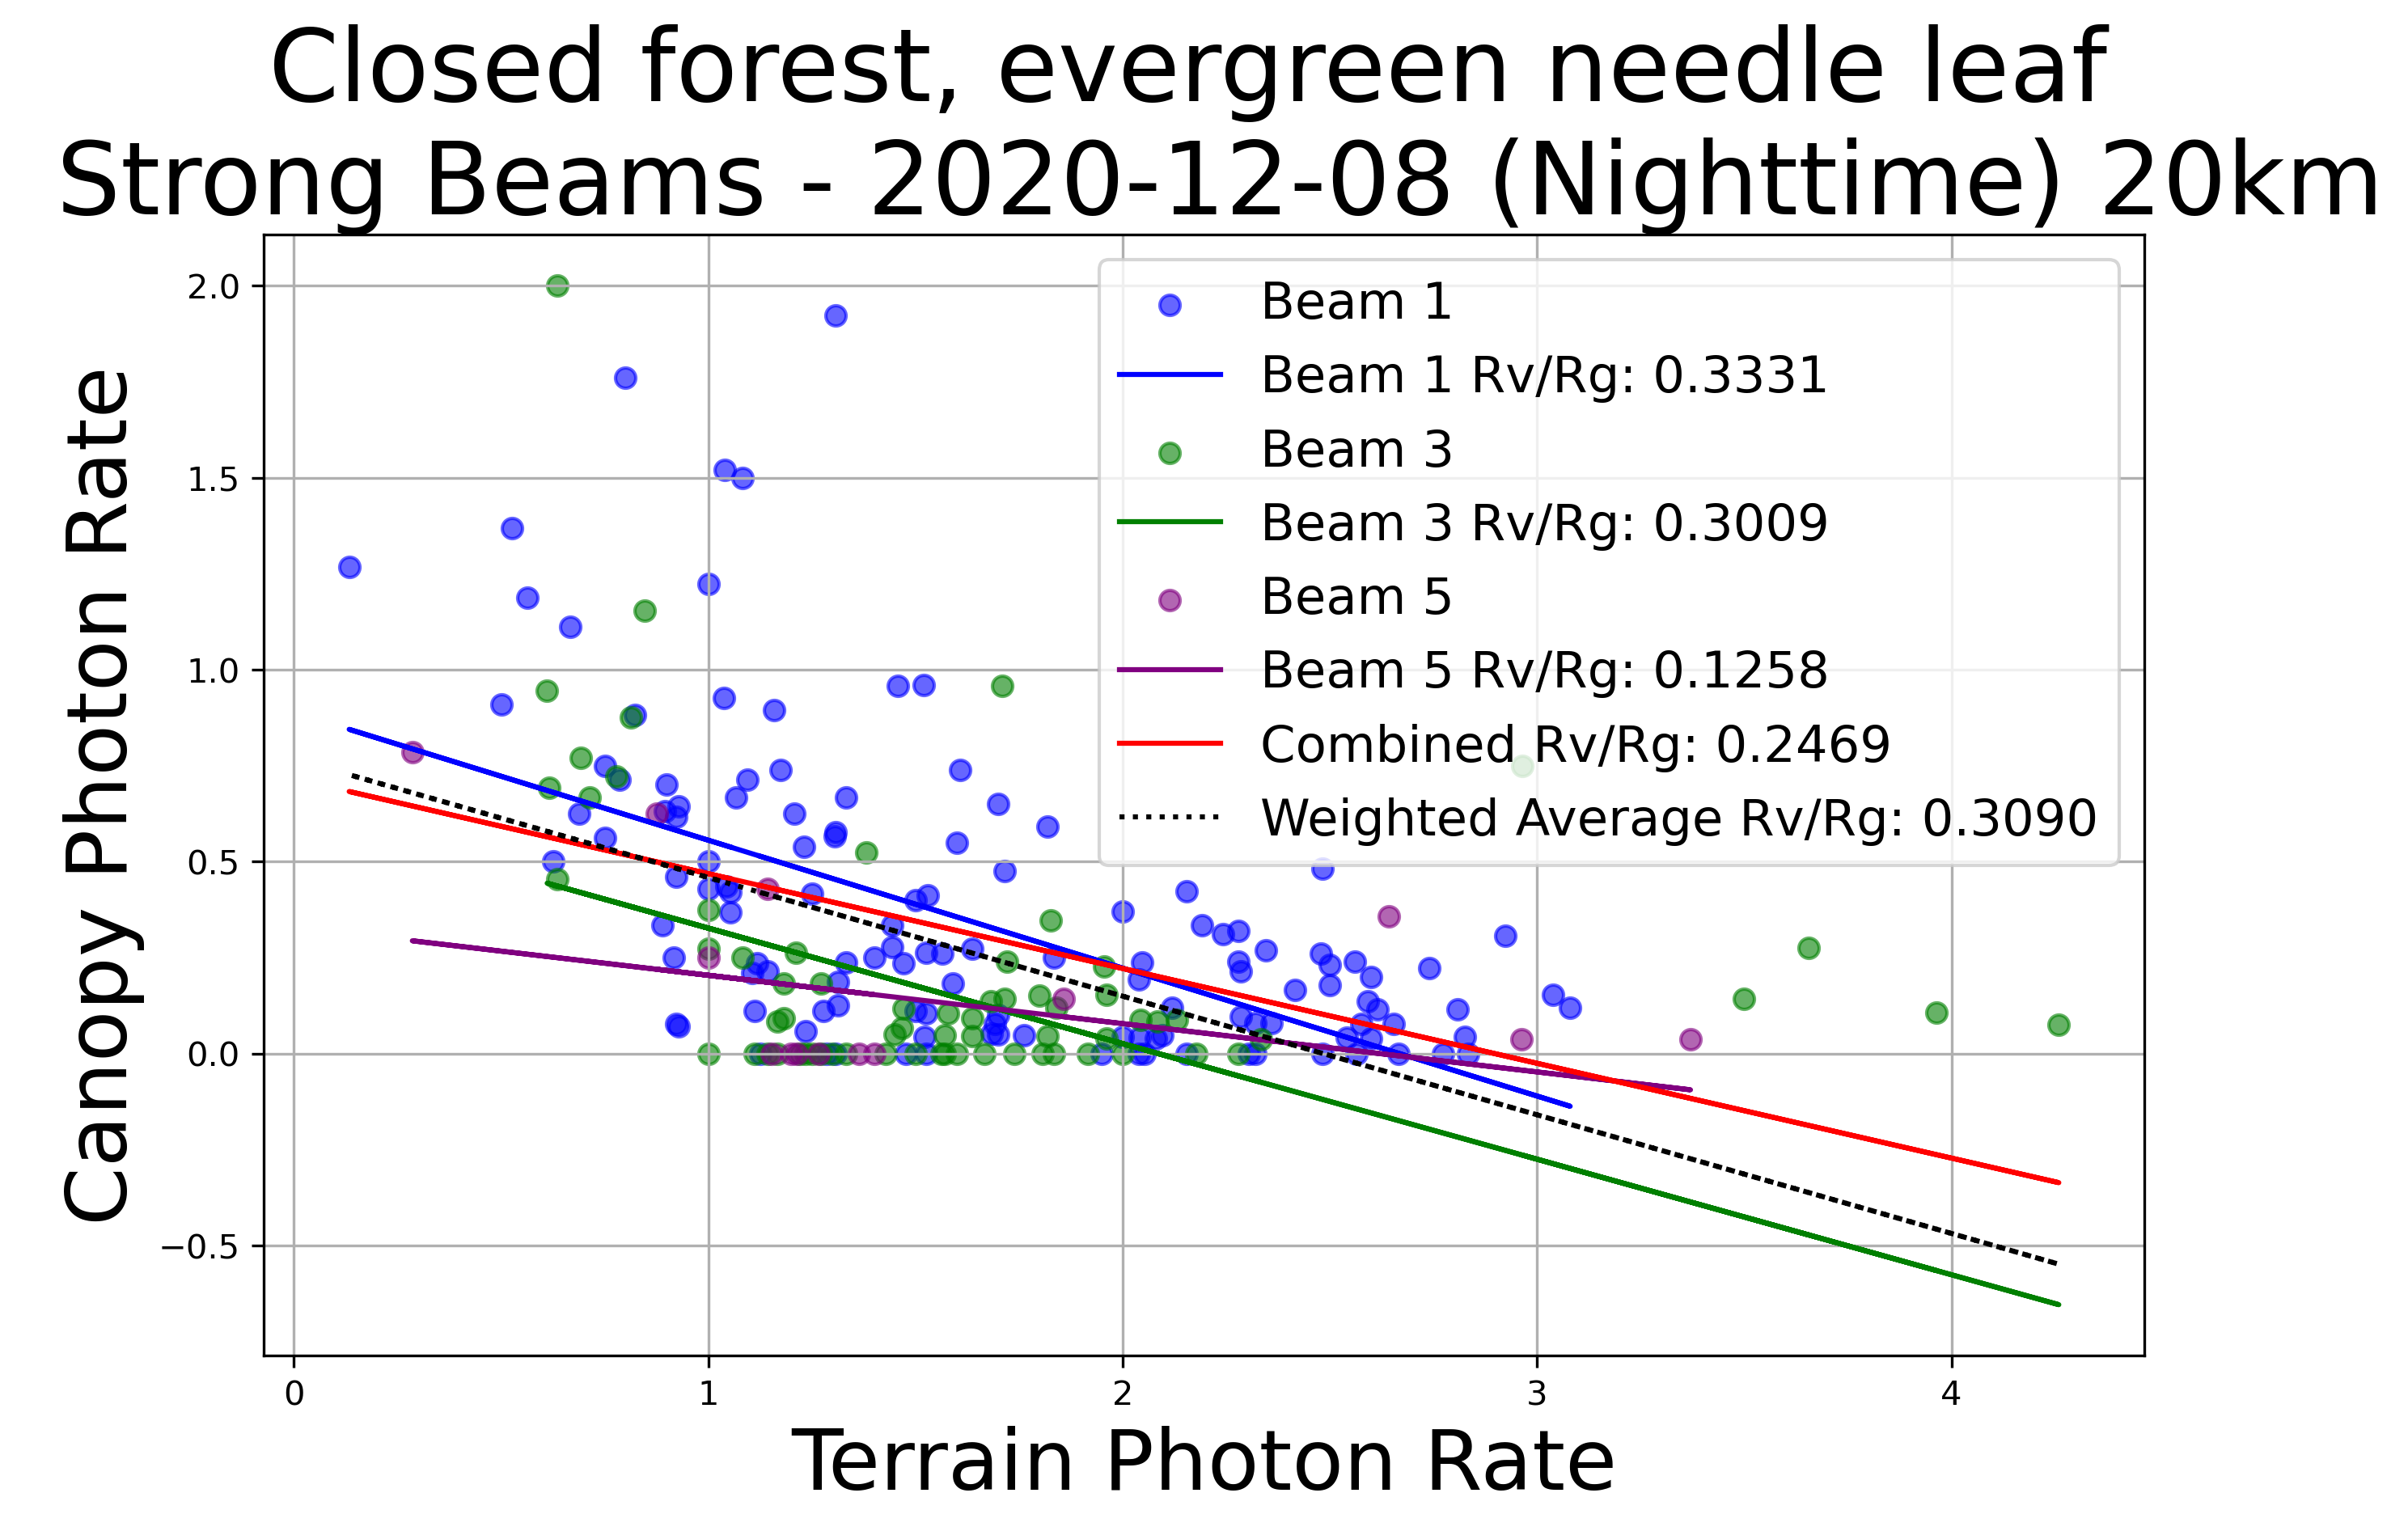 Closed forest, evergreen needle leaf
Strong Beams - 2020-12-08 (Nighttime) 20km
Canopy Photon Rate
2.0
1.5
1.0
0.5
0.0
−0.5
Beam 1
Beam 1 Rv/Rg: 0.3331
Beam 3
Beam 3 Rv/Rg: 0.3009
Beam 5
Beam 5 Rv/Rg: 0.1258
Combined Rv/Rg: 0.2469
Weighted Average Rv/Rg: 0.3090
0 1 2 3 4
Terrain Photon Rate